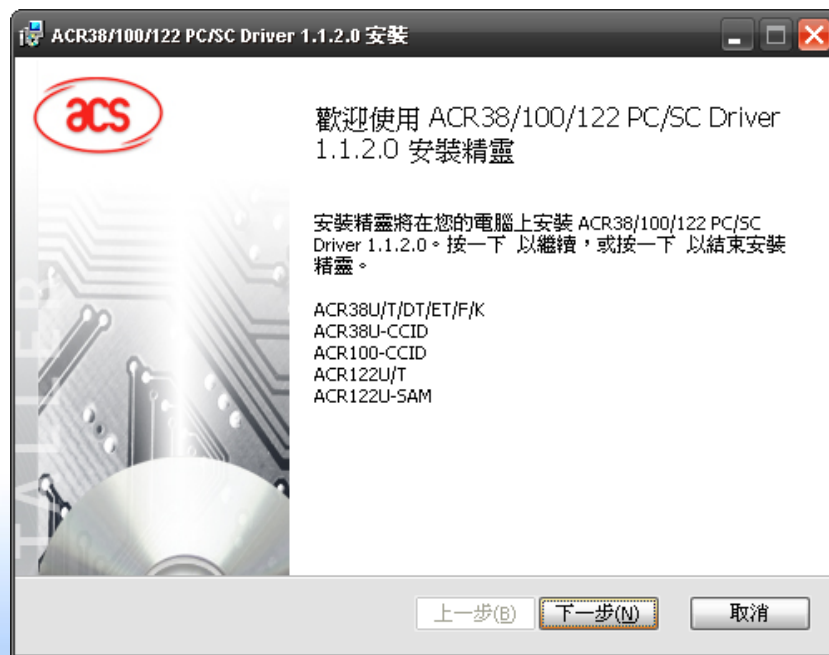 ACR38/100/122 PC/SC Driver 1.1.2.0 安裝
acs
歡迎使用 ACR38/100/122 PC/SC Driver
1.1.2.0 安裝精靈
安裝精靈將在您的電腦上安裝 ACR38/100/122 PC/SC
Driver 1.1.2.0。按一下 以繼續，或按一下 以結束安裝
精靈。
ACR38U/T/DT/ET/F/K
ACR38U-CCID
ACR100-CCID
ACR122U/T
ACR122U-SAM
上一步(B)
下一步(N)
取消